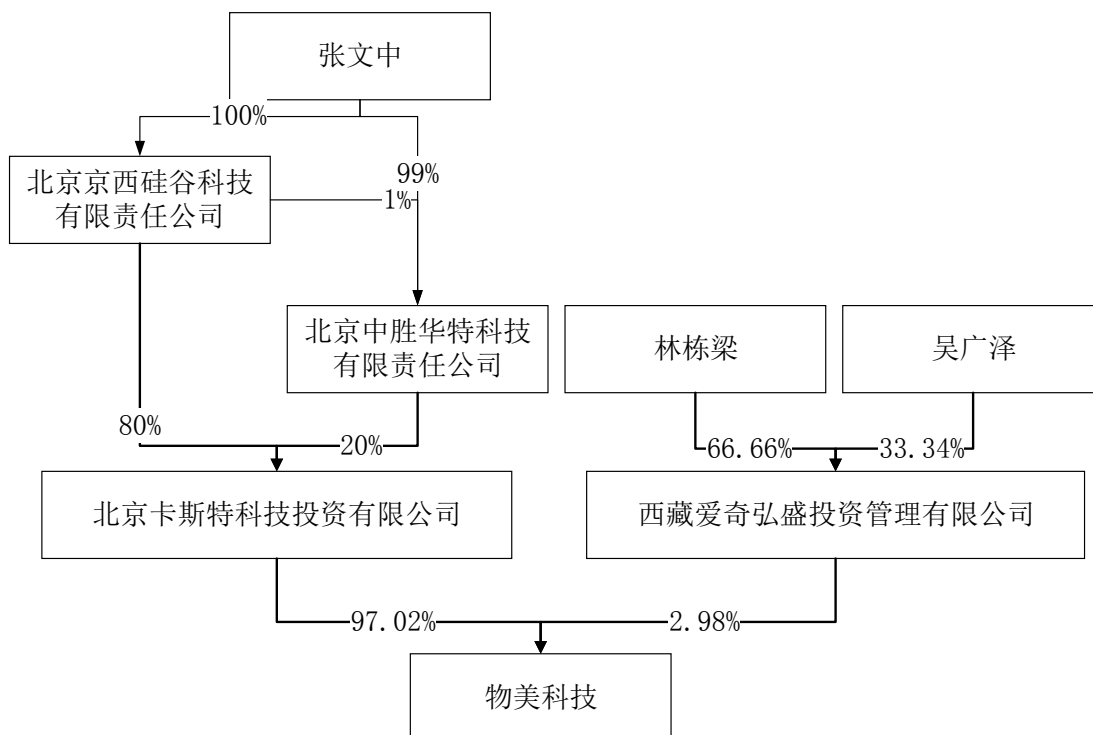 张文中
100%
北京京西硅谷科技
有限责任公司
99%
1%
北京中胜华特科技
有限责任公司
林栋梁
吴广泽
80%
20%
66.66%
33.34%
北京卡斯特科技投资有限公司
西藏爱奇弘盛投资管理有限公司
97.02%
2.98%
物美科技